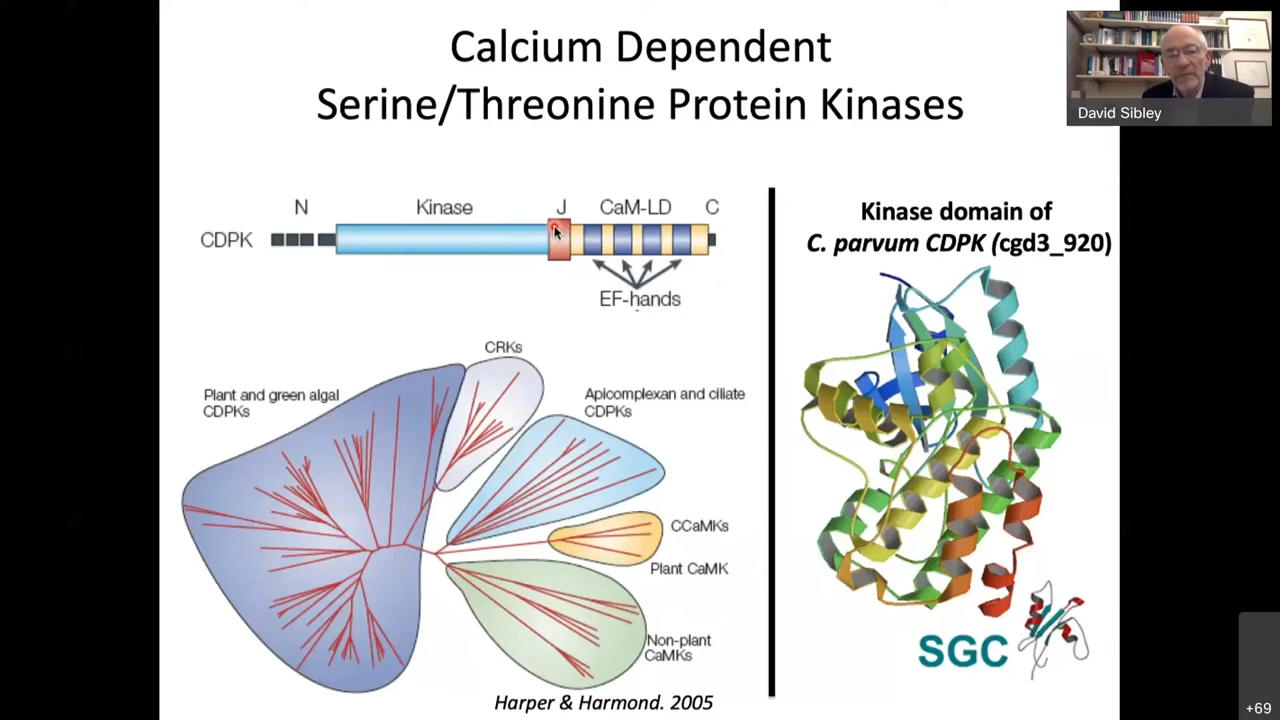 Calcium Dependent
Serine/Threonine Protein Kinases
David Sibley
N Kinase J CaM-LD C
CDPK
EF-hands
CRKs
Plant and green algal
CDPKs
Apicomplexan and ciliate
CDPKs
CCaMKs
Plant CaMK
Non-plant
CaMKs
Harper & Harmond. 2005
Kinase domain of
C. parvum CDPK (cgd3_920)
SGC
+69